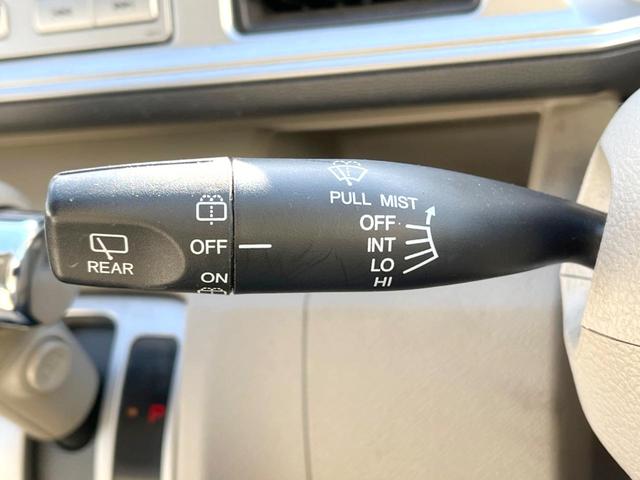 PULL MIST
OFF
INT
LO
HI
OFF
REAR
ON
P